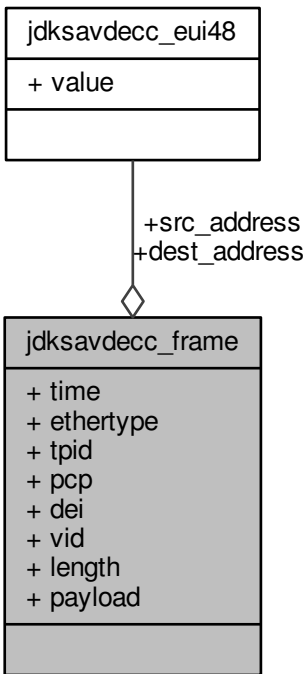 jdksavdecc_eui48
+ value
+src_address
+dest_address
jdksavdecc_frame
+ time
+ ethertype
+ tpid
+ pcp
+ dei
+ vid
+ length
+ payload